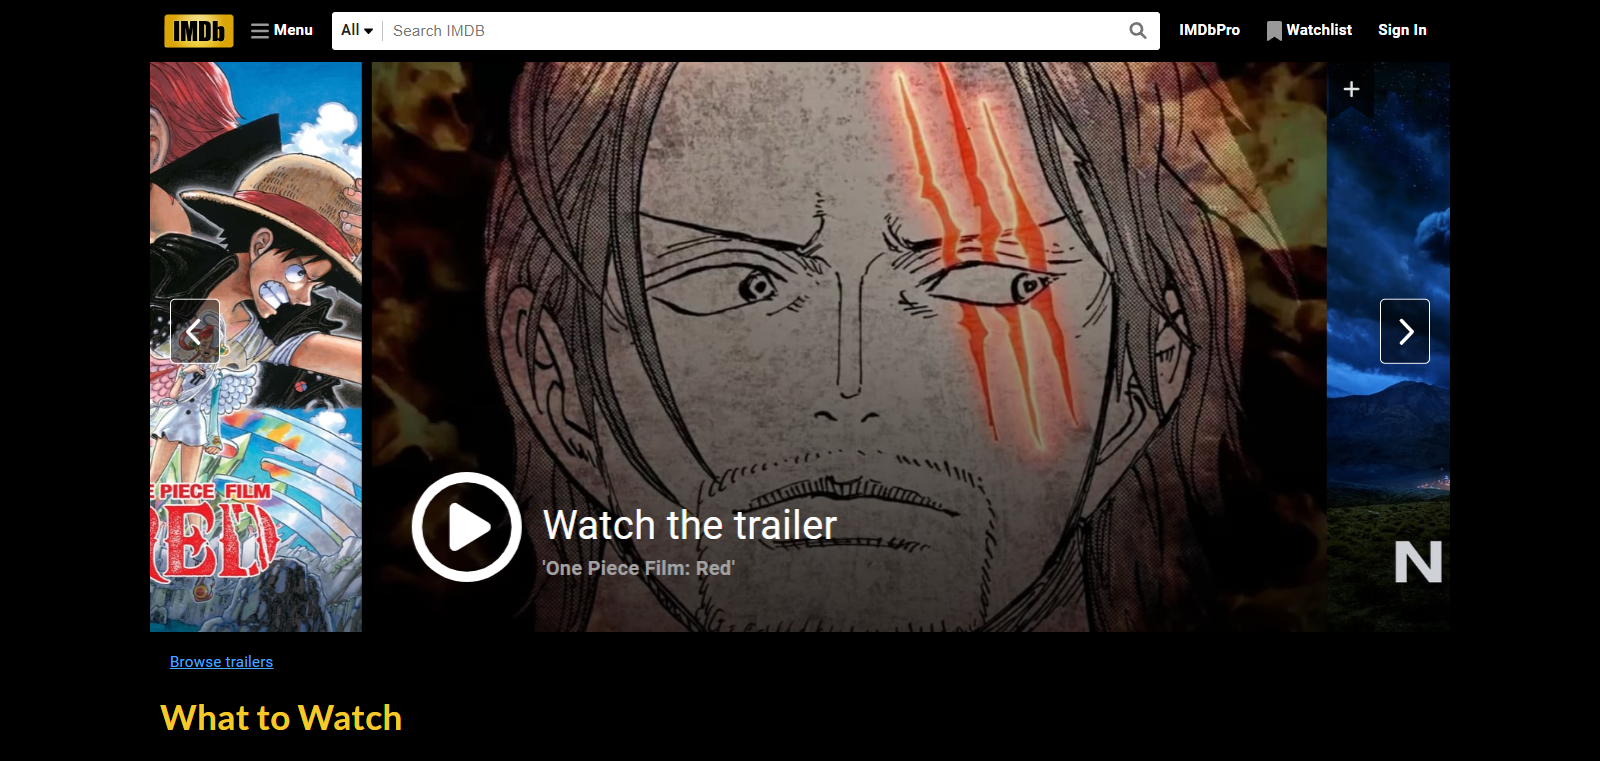 IMDb
Menu
All
Search IMDB
IMDbPro
Watchlist
Sign In
E PIECE FILM
RED
Watch the trailer
'One Piece Film: Red'
N
Browse trailers
What to Watch